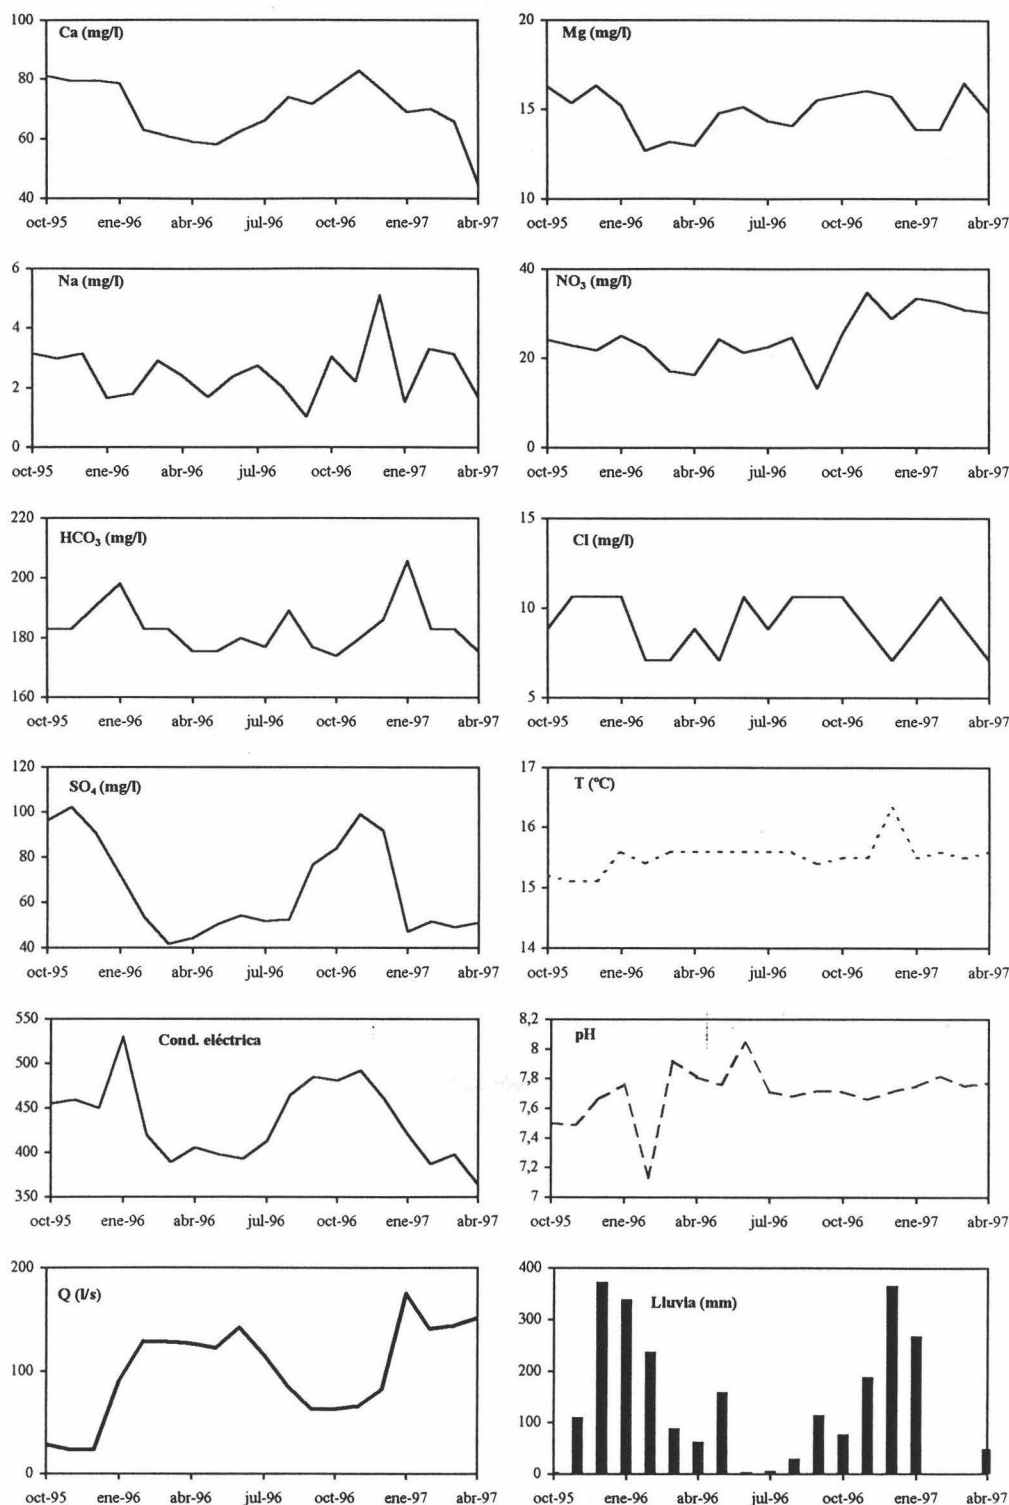 Ca (mg/l)
100
80
60
40
oct-95 ene-96 abr-96 jul-96 oct-96 ene-97 abr-97
Mg (mg/l)
20
15
10
oct-95 ene-96 abr-96 jul-96 oct-96 ene-97 abr-97
Na (mg/l)
6
4
2
0
oct-95 ene-96 abr-96 jul-96 oct-96 ene-97 abr-97
NO₃ (mg/l)
40
20
0
oct-95 ene-96 abr-96 jul-96 oct-96 ene-97 abr-97
HCO₃ (mg/l)
220
200
180
160
oct-95 ene-96 abr-96 jul-96 oct-96 ene-97 abr-97
Cl (mg/l)
15
10
5
oct-95 ene-96 abr-96 jul-96 oct-96 ene-97 abr-97
SO₄ (mg/l)
120
100
80
60
40
oct-95 ene-96 abr-96 jul-96 oct-96 ene-97 abr-97
T (ºC)
17
16
15
14
oct-95 ene-96 abr-96 jul-96 oct-96 ene-97 abr-97
Cond. eléctrica
550
500
450
400
350
oct-95 ene-96 abr-96 jul-96 oct-96 ene-97 abr-97
pH
8,2
8
7,8
7,6
7,4
7,2
7
oct-95 ene-96 abr-96 jul-96 oct-96 ene-97 abr-97
Q (l/s)
200
100
0
oct-95 ene-96 abr-96 jul-96 oct-96 ene-97 abr-97
Lluvia (mm)
400
300
200
100
0
oct-95 ene-96 abr-96 jul-96 oct-96 ene-97 abr-97